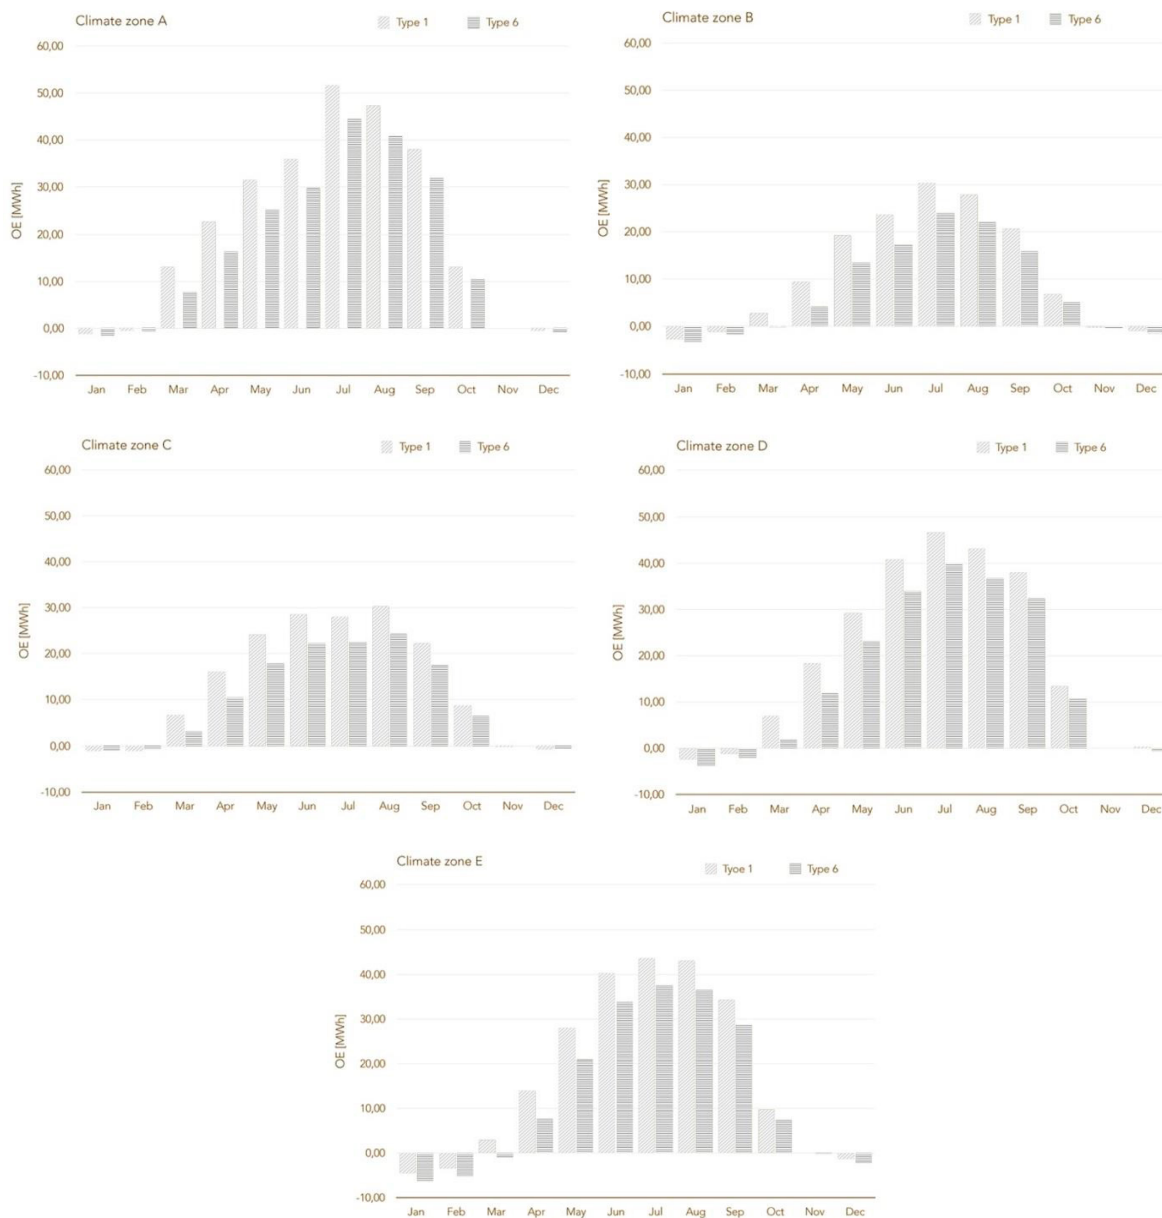 Climate zone A
Type 1 Type 6
60,00
50,00
40,00
30,00
20,00
10,00
0,00
-10,00
OE [MWh]
Jan Feb Mar Apr May Jun Jul Aug Sep Oct Nov Dec
Climate zone B
Type 1 Type 6
60,00
50,00
40,00
30,00
20,00
10,00
0,00
-10,00
OE [MWh]
Jan Feb Mar Apr May Jun Jul Aug Sep Oct Nov Dec
Climate zone C
Type 1 Type 6
60,00
50,00
40,00
30,00
20,00
10,00
0,00
-10,00
OE [MWh]
Jan Feb Mar Apr May Jun Jul Aug Sep Oct Nov Dec
Climate zone D
Type 1 Type 6
60,00
50,00
40,00
30,00
20,00
10,00
0,00
-10,00
OE [MWh]
Jan Feb Mar Apr May Jun Jul Aug Sep Oct Nov Dec
Climate zone E
Tyoe 1 Type 6
60,00
50,00
40,00
30,00
20,00
10,00
0,00
-10,00
OE [MWh]
Jan Feb Mar Apr May Jun Jul Aug Sep Oct Nov Dec